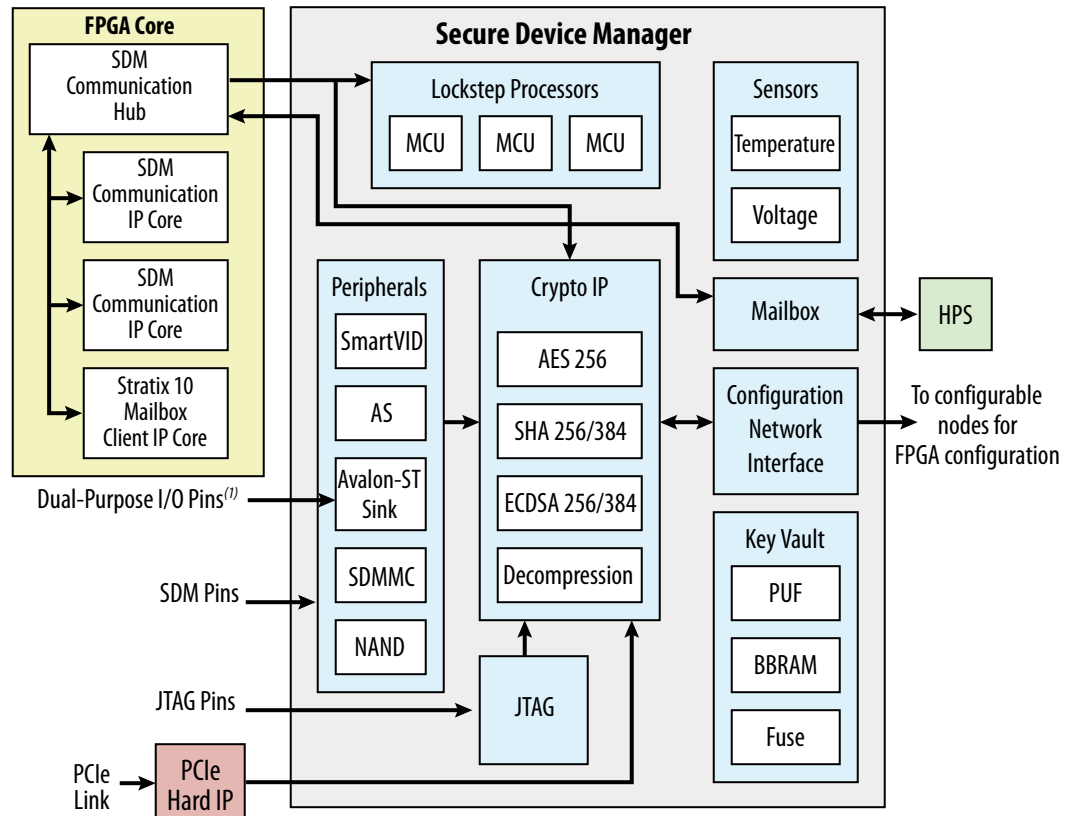 FPGA Core
SDM
Communication
Hub
SDM
Communication
IP Core
SDM
Communication
IP Core
Stratix 10
Mailbox
Client IP Core
Secure Device Manager
Lockstep Processors
MCU
MCU
MCU
Sensors
Temperature
Voltage
Peripherals
SmartVID
AS
Avalon-ST
Sink
SDMMC
NAND
Crypto IP
AES 256
SHA 256/384
ECDSA 256/384
Decompression
Mailbox
HPS
Configuration
Network
Interface
To configurable
nodes for
FPGA configuration
Key Vault
PUF
BBRAM
Fuse
Dual-Purpose I/O Pins(1)
SDM Pins
JTAG Pins
JTAG
PCIe
Link
PCIe
Hard IP